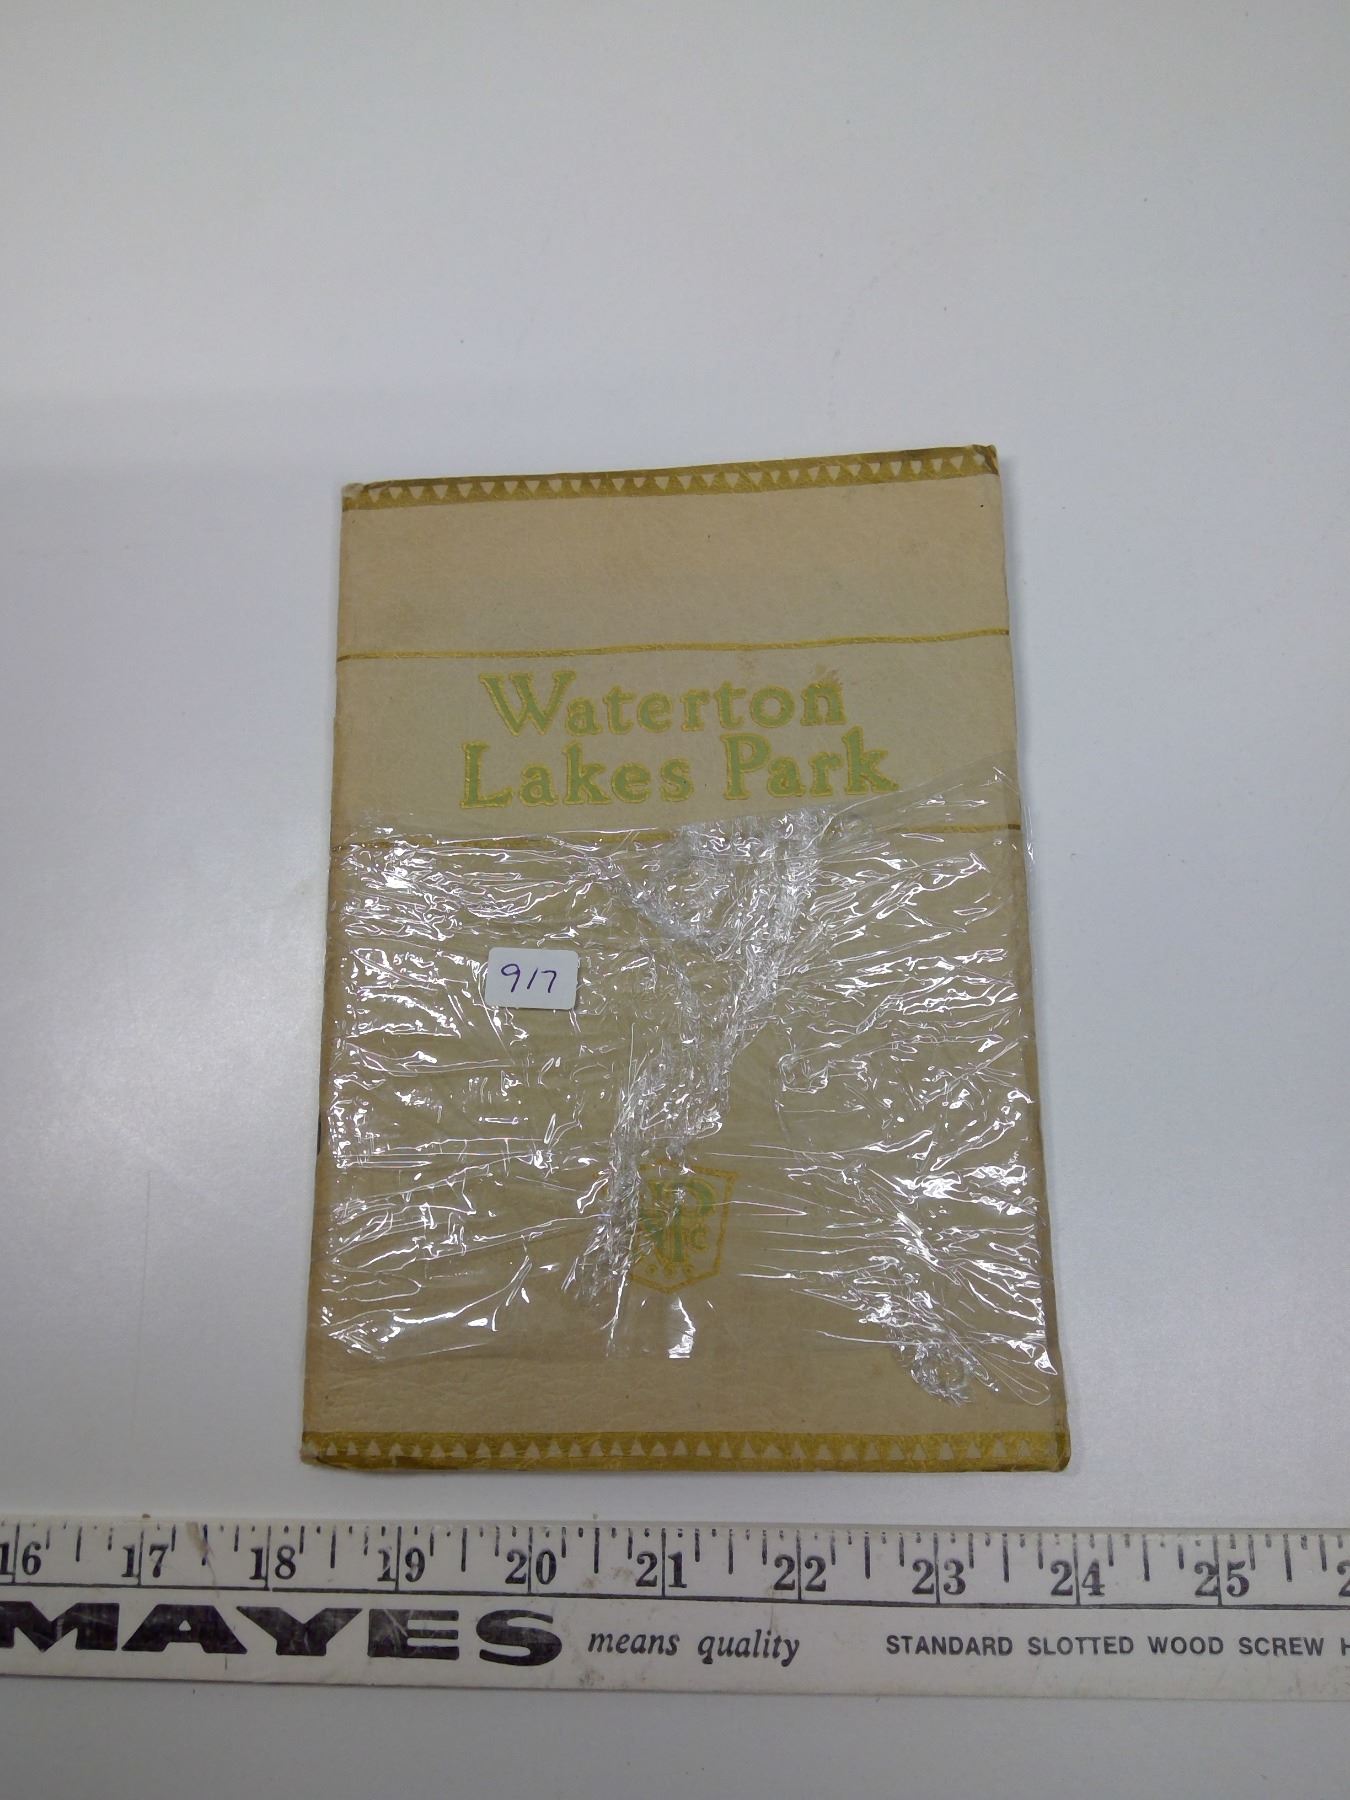 Waterton
Lakes Park
917
PC
16 17 18 19 20 21 22 23 24 25
MAYES means quality STANDARD SLOTTED WOOD SCREW